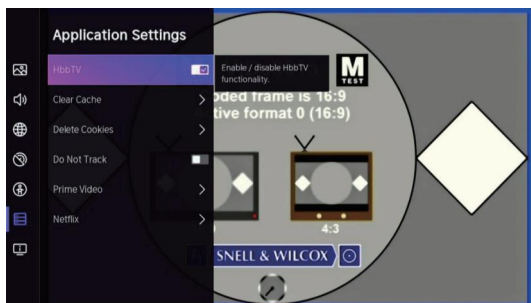 Application Settings
HbbTV
Enable / disable HbbTV
functionality.
Clear Cache
Delete Cookies
Do Not Track
Prime Video
Netflix
M
TEST
oded frame is 16:9
tive format 0 (16:9)
4:3
SNELL & WILCOX